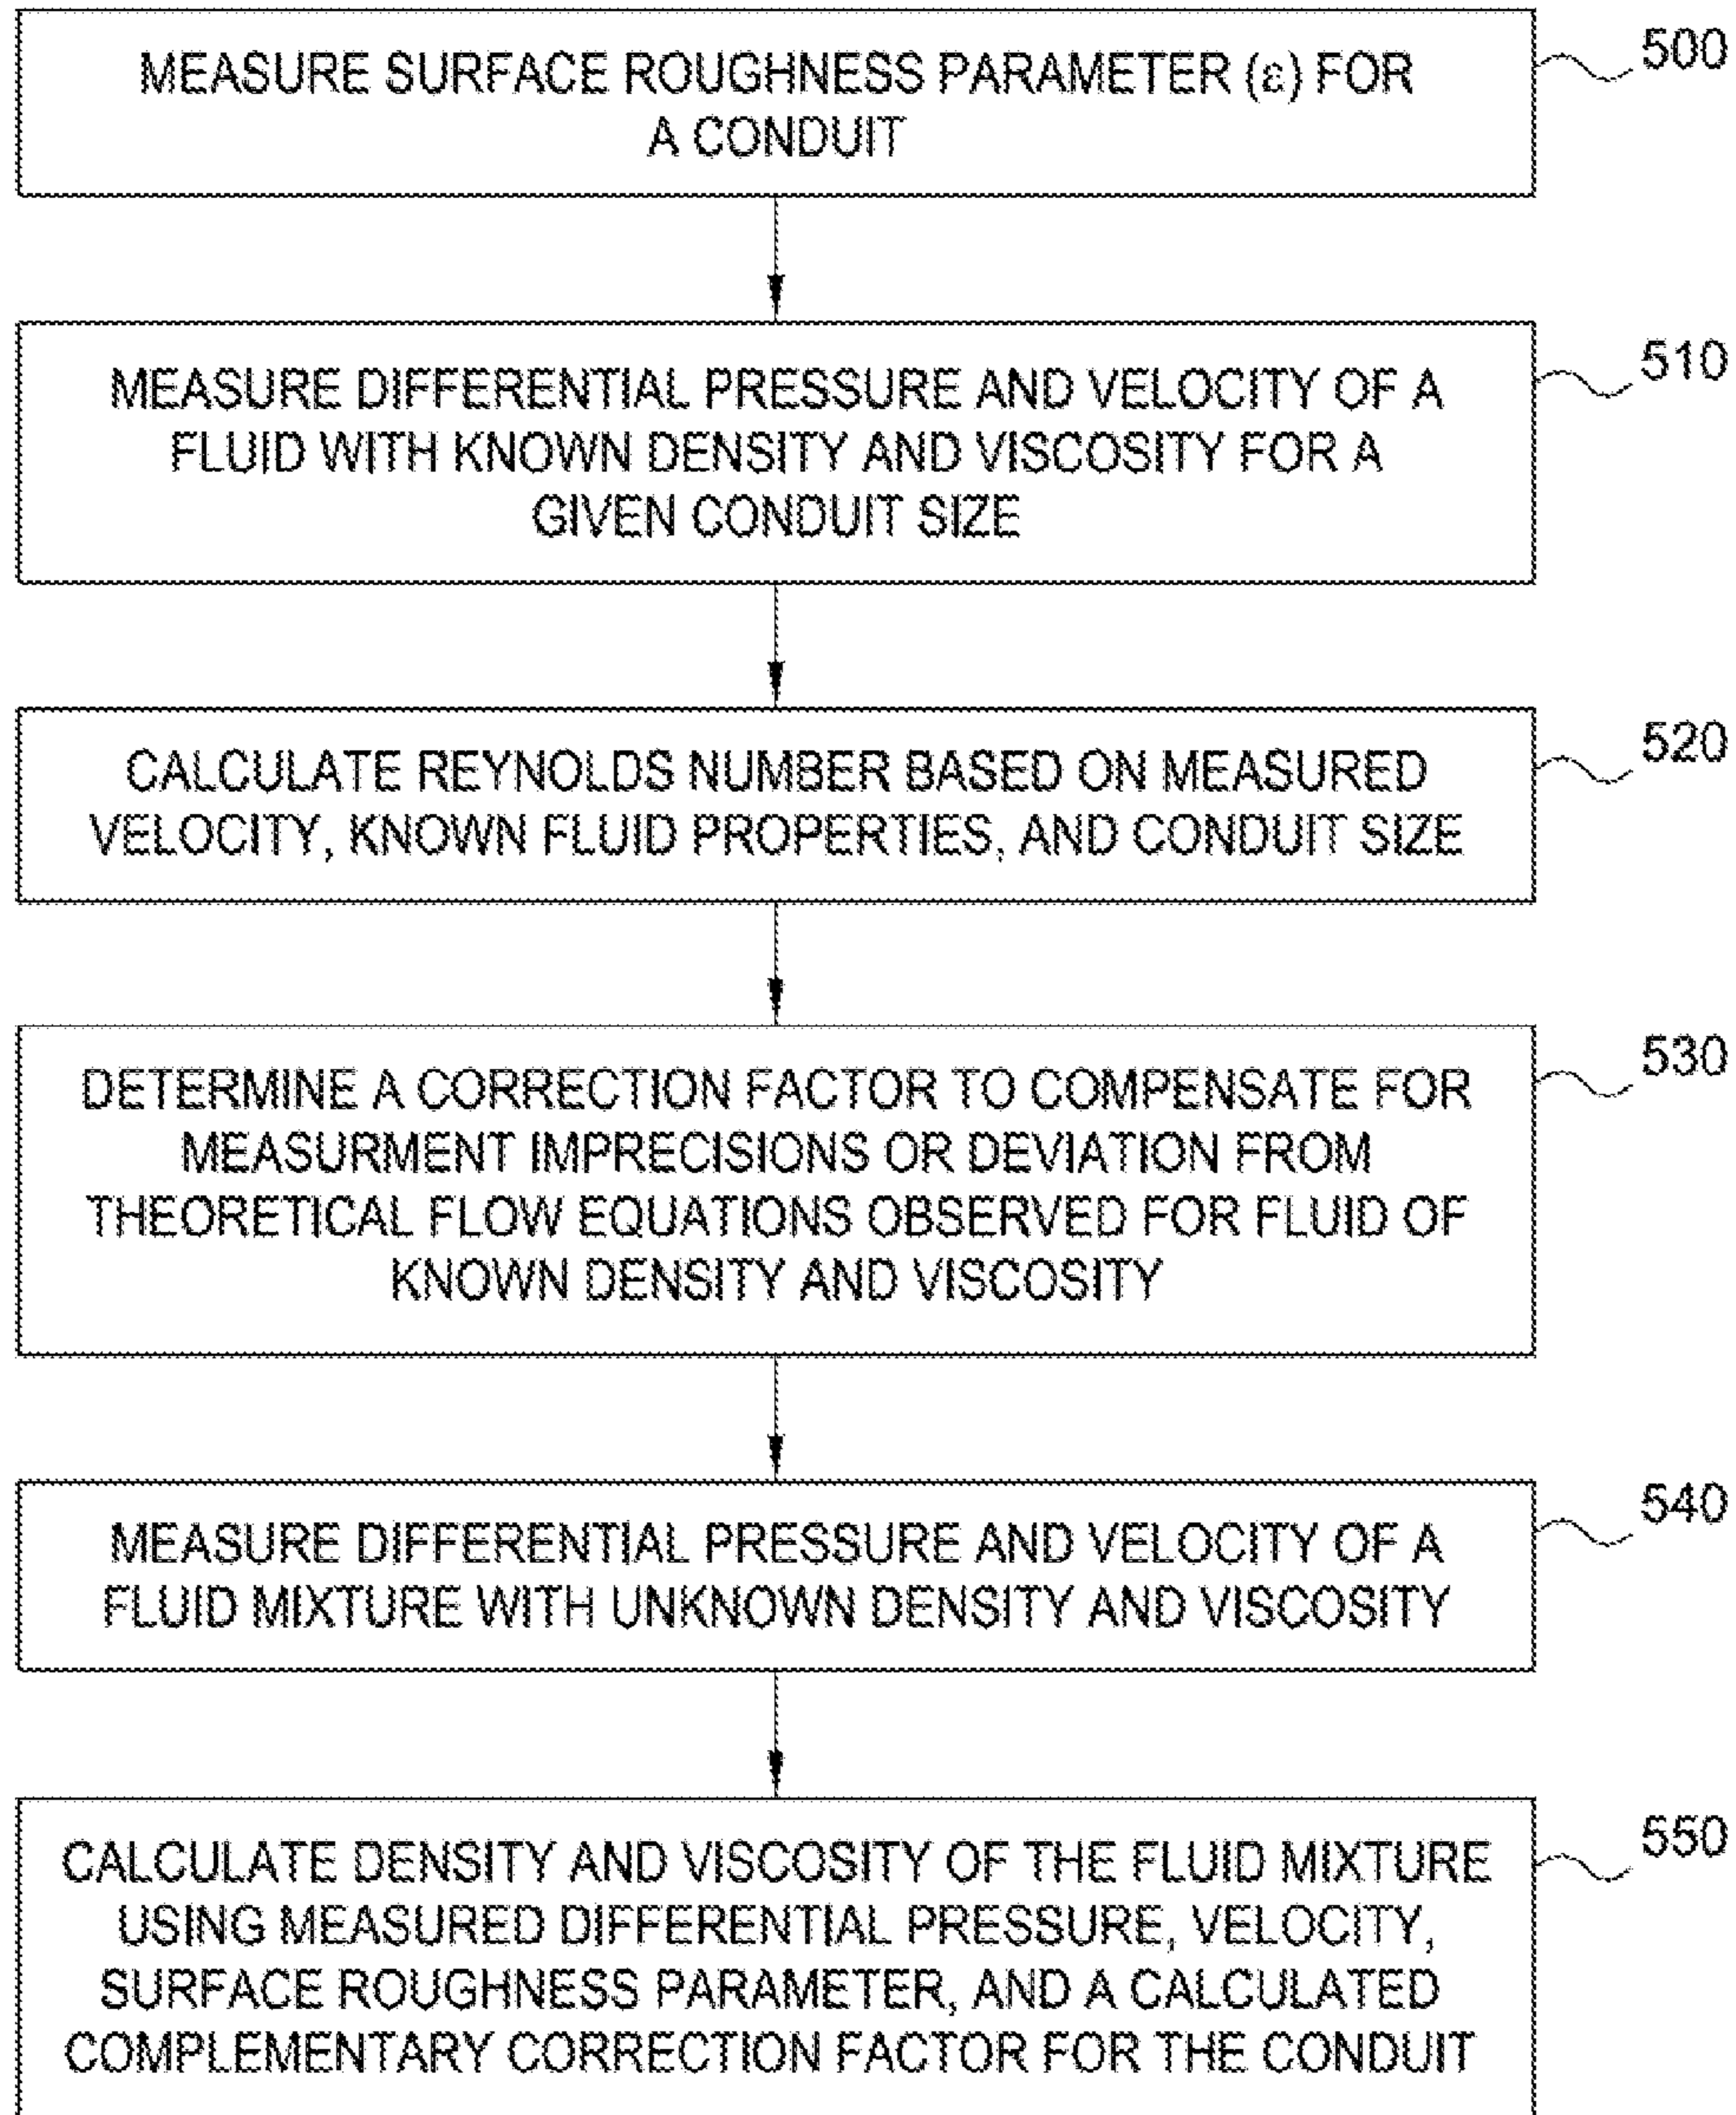 MEASURE SURFACE ROUGHNESS PARAMETER (ε) FOR
A CONDUIT
500
MEASURE DIFFERENTIAL PRESSURE AND VELOCITY OF A
FLUID WITH KNOWN DENSITY AND VISCOSITY FOR A
GIVEN CONDUIT SIZE
510
CALCULATE REYNOLDS NUMBER BASED ON MEASURED
VELOCITY, KNOWN FLUID PROPERTIES, AND CONDUIT SIZE
520
DETERMINE A CORRECTION FACTOR TO COMPENSATE FOR
MEASURMENT IMPRECISIONS OR DEVIATION FROM
THEORETICAL FLOW EQUATIONS OBSERVED FOR FLUID OF
KNOWN DENSITY AND VISCOSITY
530
MEASURE DIFFERENTIAL PRESSURE AND VELOCITY OF A
FLUID MIXTURE WITH UNKNOWN DENSITY AND VISCOSITY
540
CALCULATE DENSITY AND VISCOSITY OF THE FLUID MIXTURE
USING MEASURED DIFFERENTIAL PRESSURE, VELOCITY,
SURFACE ROUGHNESS PARAMETER, AND A CALCULATED
COMPLEMENTARY CORRECTION FACTOR FOR THE CONDUIT
550